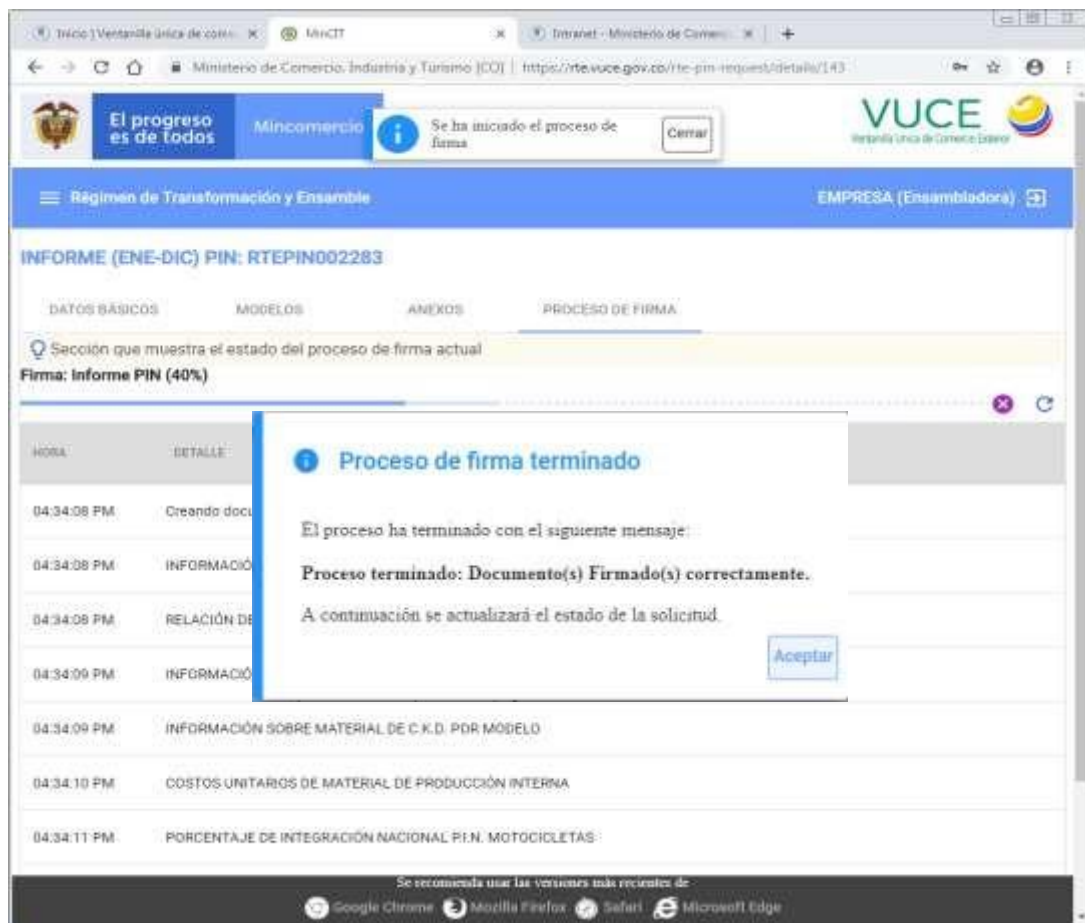 Inicio | Ventanilla única de com
MinCIT
Intranet - Ministerio de Comerc
Ministerio de Comercio, Industria y Turismo [CO] | https://rte.vuce.gov.co/rte-pin-request/details/143
El progreso
es de todos
Mincomercio
Se ha iniciado el proceso de
firma
Cerrar
VUCE
Ventanilla Única de Comercio Exterior
Régimen de Transformación y Ensamble
EMPRESA (Ensambladora)
INFORME (ENE-DIC) PIN: RTEPIN002283
DATOS BÁSICOS MODELOS ANEXOS PROCESO DE FIRMA
Sección que muestra el estado del proceso de firma actual
Firma: Informe PIN (40%)
HORA DETALLE
Proceso de firma terminado
El proceso ha terminado con el siguiente mensaje:
Proceso terminado: Documento(s) Firmado(s) correctamente.
A continuación se actualizará el estado de la solicitud.
Aceptar
04:34:08 PM Creando docu
04:34:08 PM INFORMACIÓ
04:34:08 PM RELACIÓN DE
04:34:09 PM INFORMACIÓ
04:34:09 PM INFORMACIÓN SOBRE MATERIAL DE C.K.D. POR MODELO
04:34:10 PM COSTOS UNITARIOS DE MATERIAL DE PRODUCCIÓN INTERNA
04:34:11 PM PORCENTAJE DE INTEGRACIÓN NACIONAL P.I.N. MOTOCICLETAS
Se recomienda usar las versiones más recientes de
Google Chrome Mozilla Firefox Safari Microsoft Edge